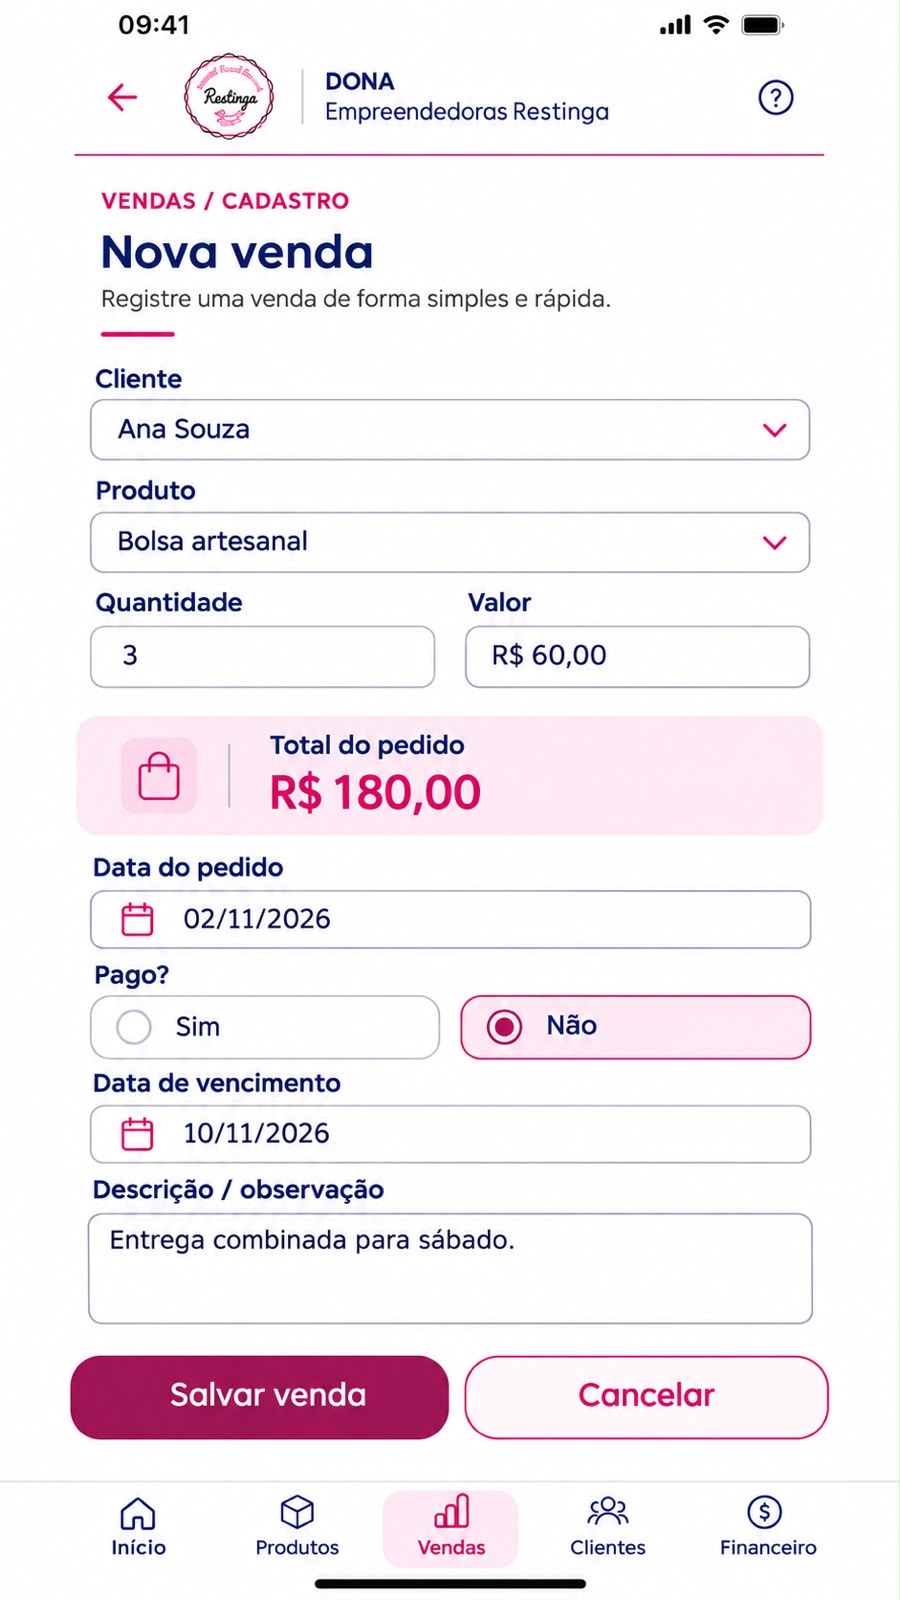 09:41
Restinga
DONA
Empreendedoras Restinga
?
VENDAS / CADASTRO
Nova venda
Registre uma venda de forma simples e rápida.
Cliente
Ana Souza
Produto
Bolsa artesanal
Quantidade
Valor
3
R$ 60,00
Total do pedido
R$ 180,00
Data do pedido
02/11/2026
Pago?
Sim
Não
Data de vencimento
10/11/2026
Descrição / observação
Entrega combinada para sábado.
Salvar venda
Cancelar
Início
Produtos
Vendas
Clientes
$
Financeiro